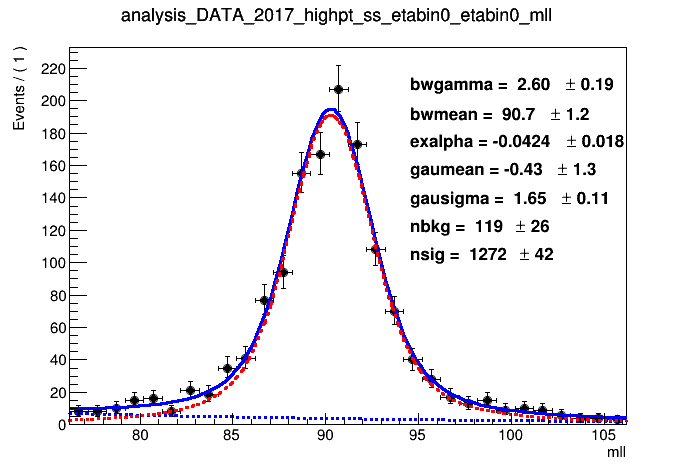 analysis_DATA_2017_highpt_ss_etabin0_etabin0_mll
Events / ( 1 )
220
200
180
160
140
120
100
80
60
40
20
0
bwgamma = 2.60 ± 0.19
bwmean = 90.7 ± 1.2
exalpha = -0.0424 ± 0.018
gaumean = -0.43 ± 1.3
gausigma = 1.65 ± 0.11
nbkg = 119 ± 26
nsig = 1272 ± 42
80 85 90 95 100 105
mll